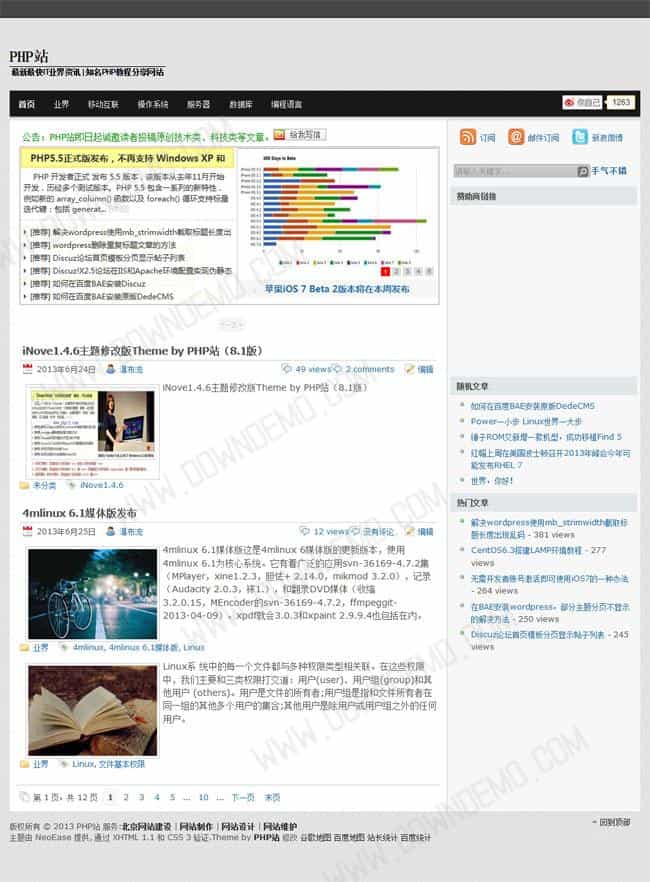 PHP站
最新最快IT业界资讯|知名PHP教程分享网站
首页 业界 移动互联 操作系统 服务器 数据库 编程语言
你自己 1263
公告：PHP站即日起诚邀读者投稿原创技术类、科技类等文章。 给我写信
PHP5.5正式版发布，不再支持 Windows XP 和
PHP 开发者正式 发布 5.5 版本，该版本从去年11月开始
开发，历经多个测试版本。PHP 5.5 包含一系列的新特性，
例如新的 array_column() 函数以及 foreach() 循环支持标量
迭代键；包括 generat...
[推荐] 解决wordpress使用mb_strimwidth截取标题长度出
[推荐] wordpress删除重复标题文章的方法
[推荐] Discuz论坛首页模板分页显示帖子列表
[推荐] Discuz!X2.5论坛在IIS和Apache环境配置实现伪静态
[推荐] 如何在百度BAE安装Discuz
[推荐] 如何在百度BAE安装原版DedeCMS
1 2 3 4 5 6
苹果iOS 7 Beta 2版本将在本周发布
iNove1.4.6主题修改版Theme by PHP站（8.1版）
2013年6月24日 瀑布流 49 views 2 comments 编辑
iNove1.4.6主题修改版Theme by PHP站（8.1版）
未分类 iNove1.4.6
4mlinux 6.1媒体版发布
2013年6月25日 瀑布流 12 views 没有评论 编辑
4mlinux 6.1媒体版这是4mlinux 6媒体版的更新版本，使用
4mlinux 6.1为核心系统。它有着广泛的应用svn-36169-4.7.2集
（MPlayer，xine1.2.3，胆怯+ 2.14.0，mikmod 3.2.0），记录
（Audacity 2.0.3，抹1.），和翻录DVD媒体（收缩
3.2.0.15，MEncoder的svn-36169-4.7.2，ffmpeggit-
2013-04-09）。xpdf就会3.0.3和xpaint 2.9.9.4也包括在内。
业界 4mlinux, 4mlinux 6.1媒体版, Linux
Linux系 统中的每一个文件都与多种权限类型相关联。在这些权限
中，我们主要和三类权限打交道：用户(user)、用户组(group)和其
他用户 (others)。用户是文件的所有者;用户组是指和文件所有者在
同一组的其他多个用户的集合;其他用户是除用户或用户组之外的任何
用户。
业界 Linux, 文件基本权限
第 1 页，共 12 页 1 2 3 4 5 ... 10 ... 下一页 末页
订阅 邮件订阅 新浪微博
请输入关键字... 手气不错
赞助商链接
随机文章
如何在百度BAE安装原版DedeCMS
Power一小步 Linux世界一大步
锤子ROM又新增一款机型，成功移植Find 5
红帽上周在美国波士顿召开2013年峰会今年可
能发布RHEL 7
世界，你好！
热门文章
解决wordpress使用mb_strimwidth截取标
题长度出现乱码 - 381 views
CentOS6.3搭建LAMP环境教程 - 277
views
无需开发者账号激活即可使用iOS7的一种办法
- 264 views
在BAE安装wordpress，部分主题分页不显示
的解决方法 - 250 views
Discuz论坛首页模板分页显示帖子列表 - 245
views
版权所有 © 2013 PHP站 服务:北京网站建设 | 网站制作 | 网站设计 | 网站维护
主题由 NeoEase 提供, 通过 XHTML 1.1 和 CSS 3 验证.Theme by PHP站 修改 谷歌地图 百度地图 站长统计 百度统计
回到顶部
WWW.DOWNDEMO.COM